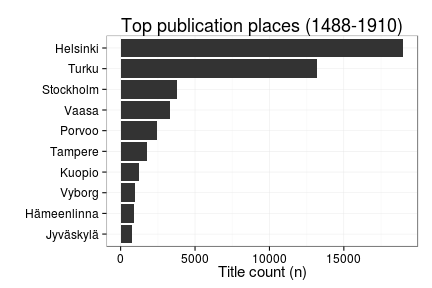 Top publication places (1488-1910)
Helsinki
Turku
Stockholm
Vaasa
Porvoo
Tampere
Kuopio
Vyborg
Hämeenlinna
Jyväskylä
0 5000 10000 15000
Title count (n)